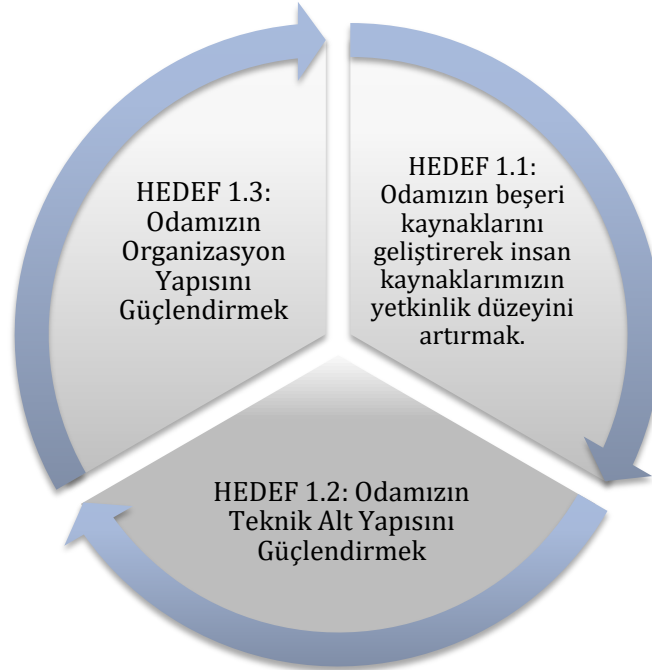 HEDEF 1.1:
Odamızın beşeri
kaynaklarını
geliştirerek insan
kaynaklarımızın
yetkinlik düzeyini
artırmak.
HEDEF 1.2: Odamızın
Teknik Alt Yapısını
Güçlendirmek
HEDEF 1.3:
Odamızın
Organizasyon
Yapısını
Güçlendirmek